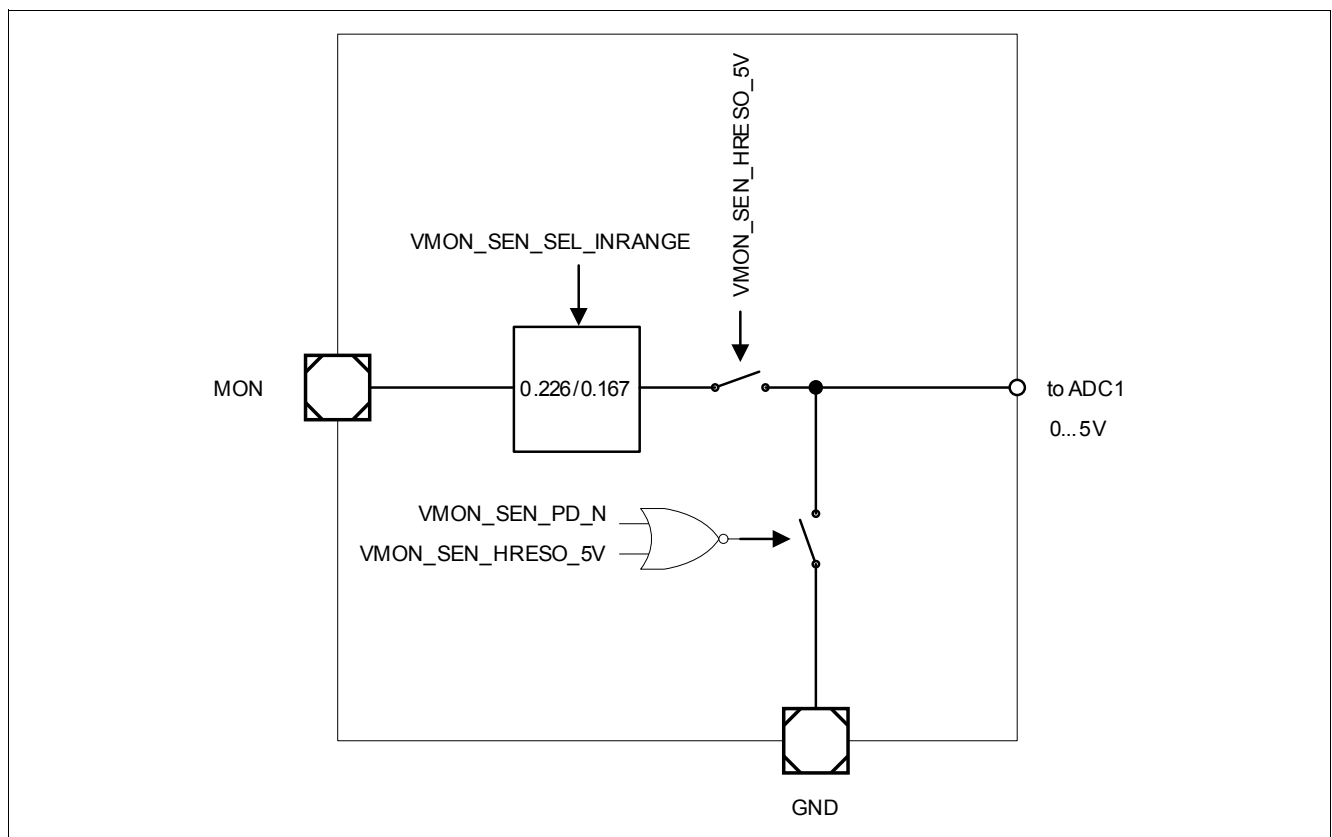 VMON_SEN_HRESO_5V
VMON_SEN_SEL_INRANGE
MON
0.226/0.167
to ADC1
0...5V
VMON_SEN_PD_N
VMON_SEN_HRESO_5V
GND